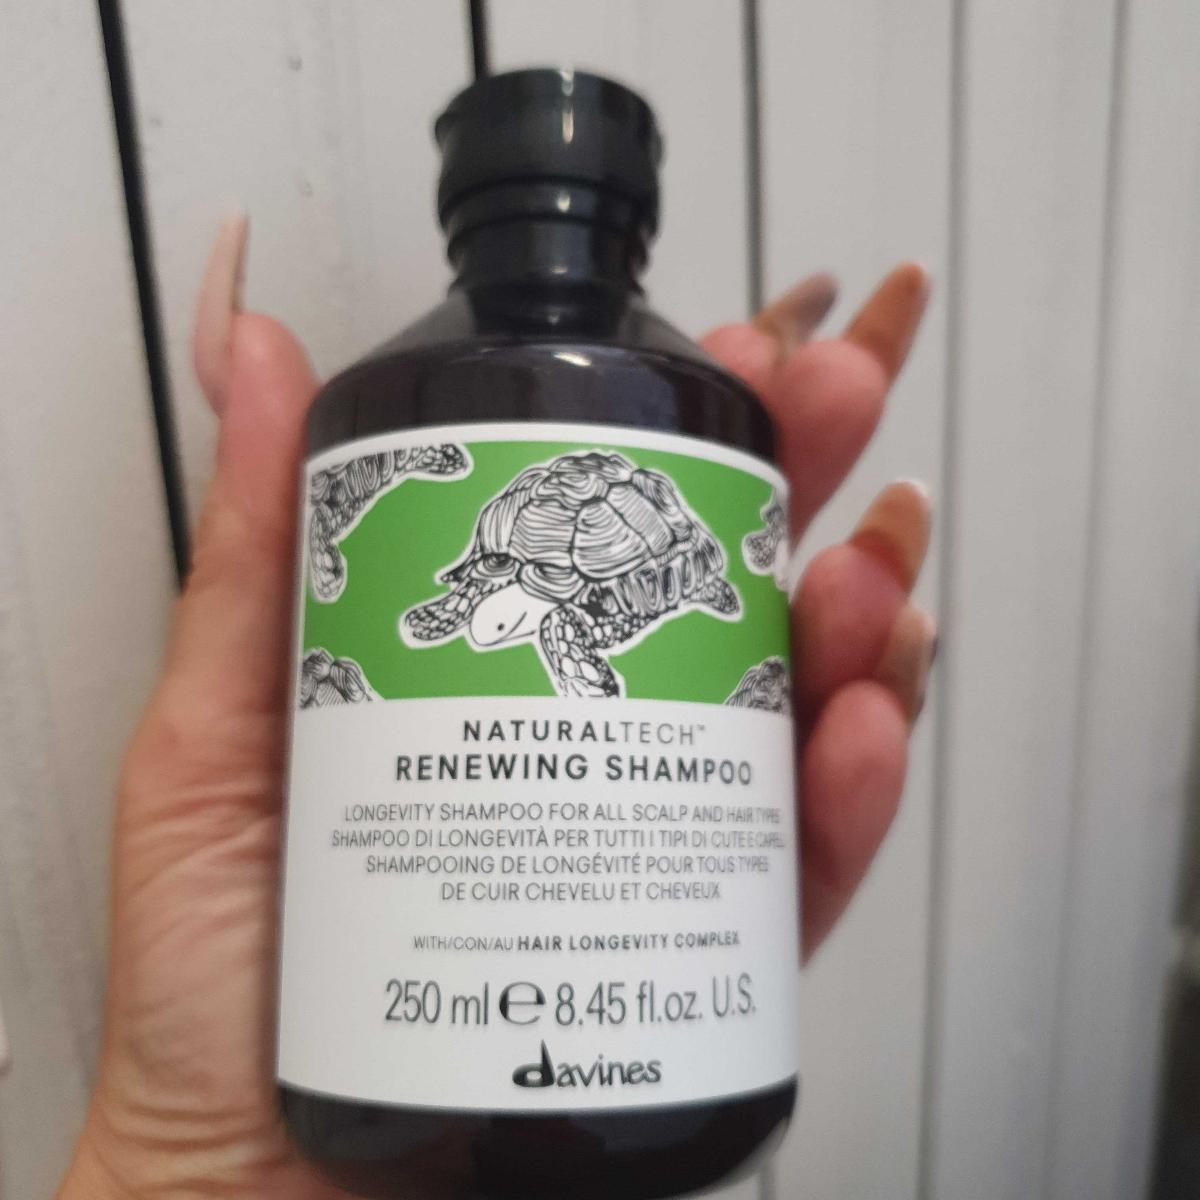 NATURALTECH™
RENEWING SHAMPOO
LONGEVITY SHAMPOO FOR ALL SCALP AND HAIR TYPES
SHAMPOO DI LONGEVITÀ PER TUTTI I TIPI DI CUTE E CAPELLI
SHAMPOOING DE LONGÉVITÉ POUR TOUS TYPES
DE CUIR CHEVELU ET CHEVEUX
WITH/CON/AU HAIR LONGEVITY COMPLEX
250 ml ℮ 8.45 fl.oz. U.S.
davines